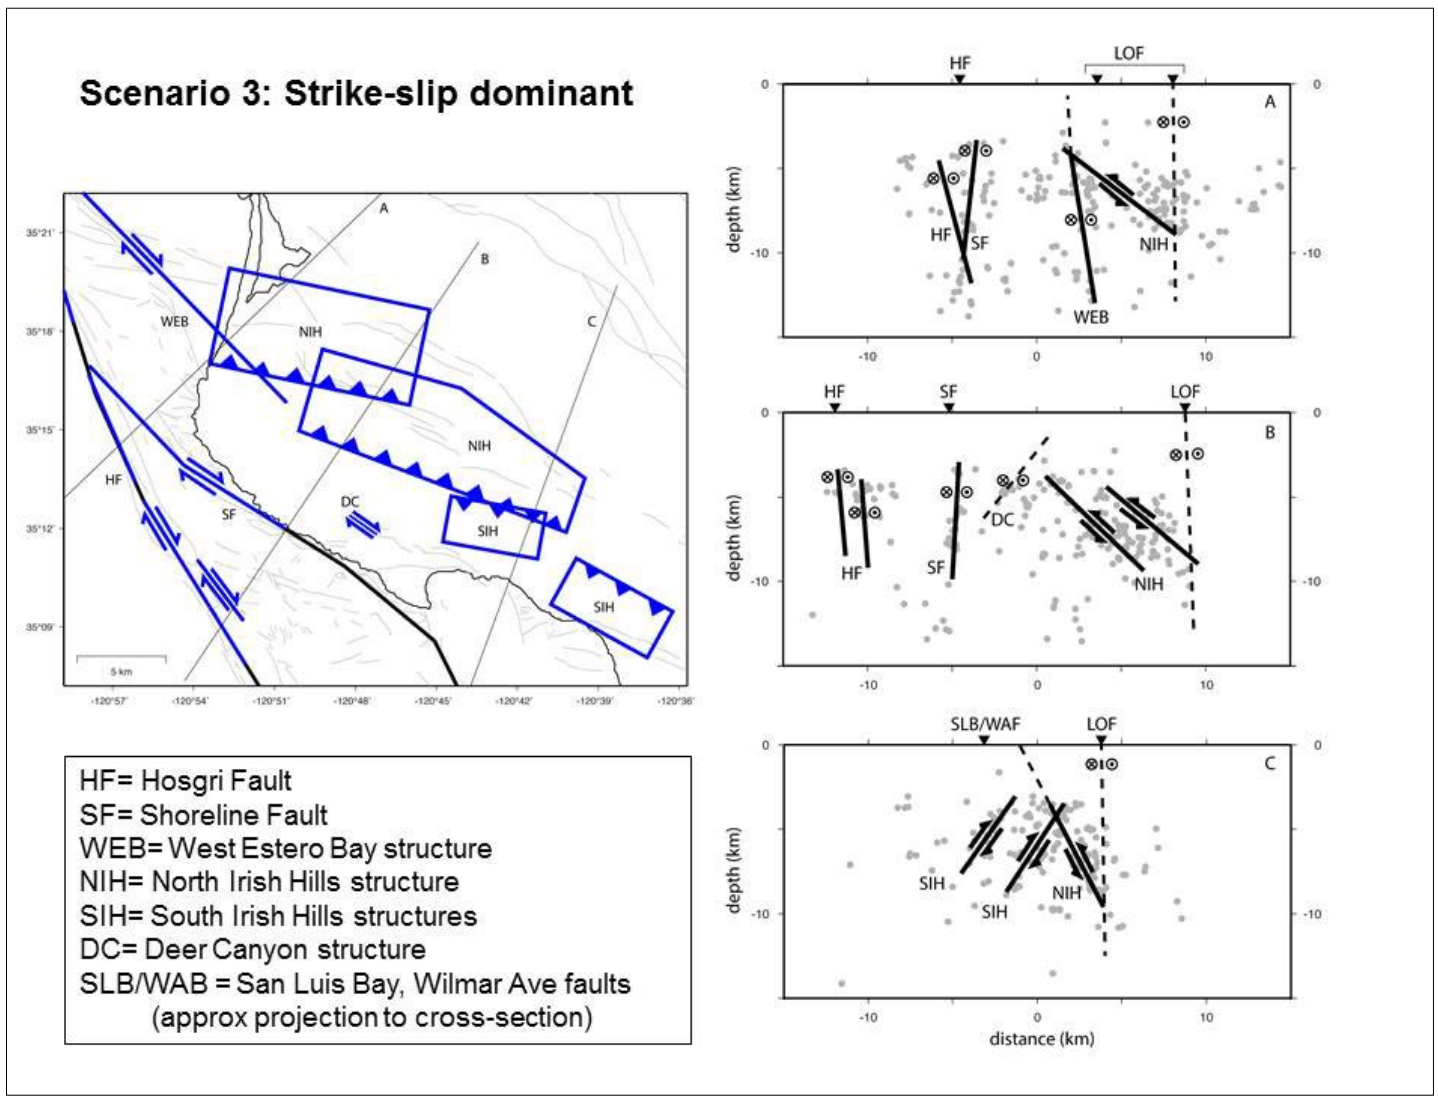 Scenario 3: Strike-slip dominant
35°21'
35°18'
35°15'
35°12'
35°09'
-120°57'
-120°54'
-120°51'
-120°48'
-120°45'
-120°42'
-120°39'
-120°36'
A
B
C
WEB
NIH
NIH
HF
SF
DC
SIH
SIH
5 km
HF= Hosgri Fault
SF= Shoreline Fault
WEB= West Estero Bay structure
NIH= North Irish Hills structure
SIH= South Irish Hills structures
DC= Deer Canyon structure
SLB/WAB = San Luis Bay, Wilmar Ave faults
(approx projection to cross-section)
HF
LOF
0
0
A
depth (km)
HF
SF
NIH
-10
-10
WEB
-10
0
10
HF
SF
LOF
0
0
B
depth (km)
DC
HF
SF
NIH
-10
-10
-10
0
10
SLB/WAF
LOF
0
0
C
depth (km)
SIH
SIH
NIH
-10
-10
-10
0
10
distance (km)